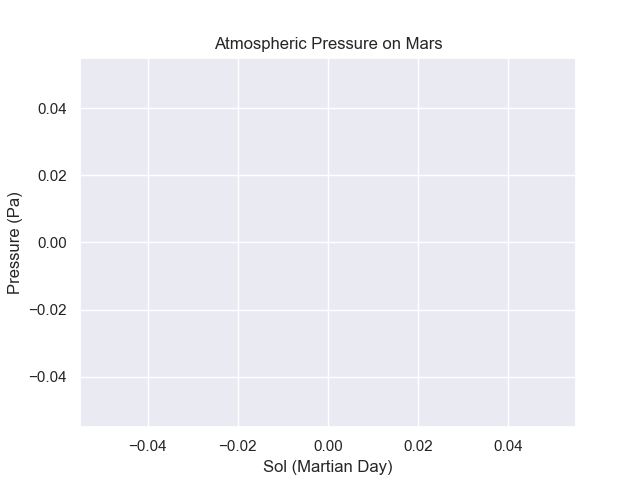 Atmospheric Pressure on Mars
Pressure (Pa)
0.04
0.02
0.00
−0.02
−0.04
−0.04 −0.02 0.00 0.02 0.04
Sol (Martian Day)